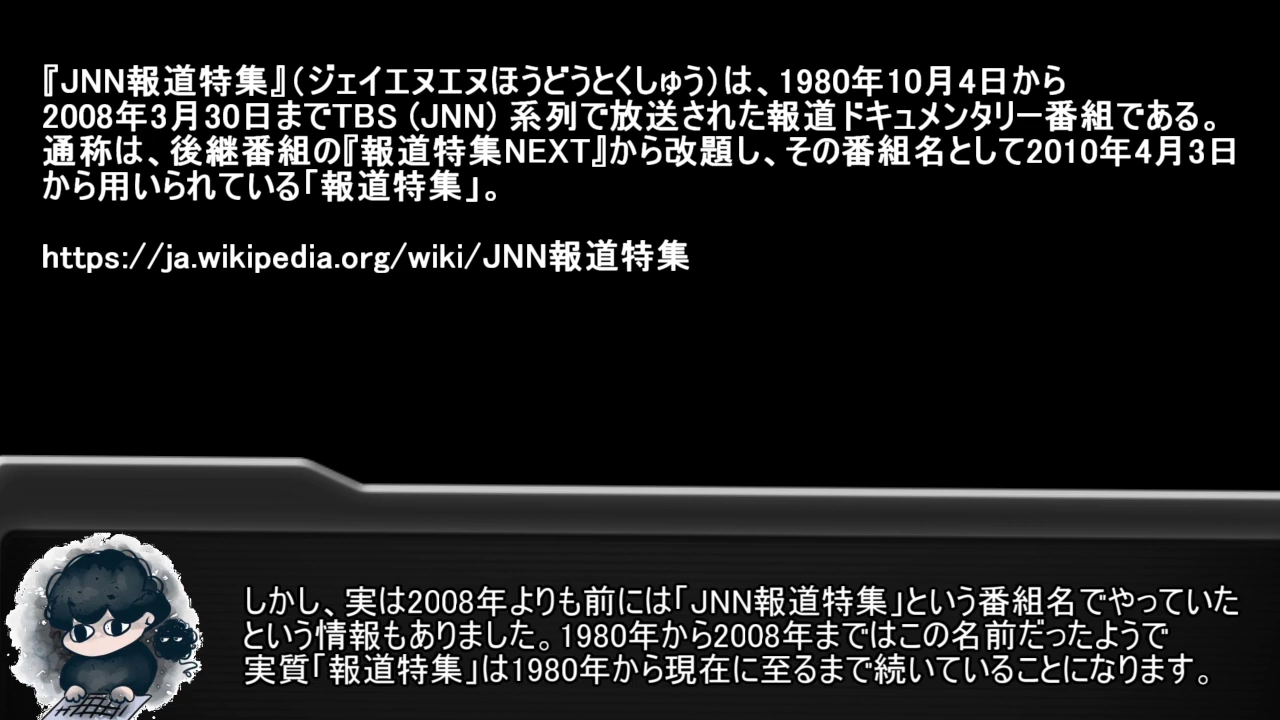 『JNN報道特集』（ジェイエヌエヌほうどうとくしゅう）は、1980年10月4日から
2008年3月30日までTBS (JNN) 系列で放送された報道ドキュメンタリー番組である。
通称は、後継番組の『報道特集NEXT』から改題し、その番組名として2010年4月3日
から用いられている「報道特集」。
https://ja.wikipedia.org/wiki/JNN報道特集
しかし、実は2008年よりも前には「JNN報道特集」という番組名でやっていた
という情報もありました。1980年から2008年まではこの名前だったようで
実質「報道特集」は1980年から現在に至るまで続いていることになります。